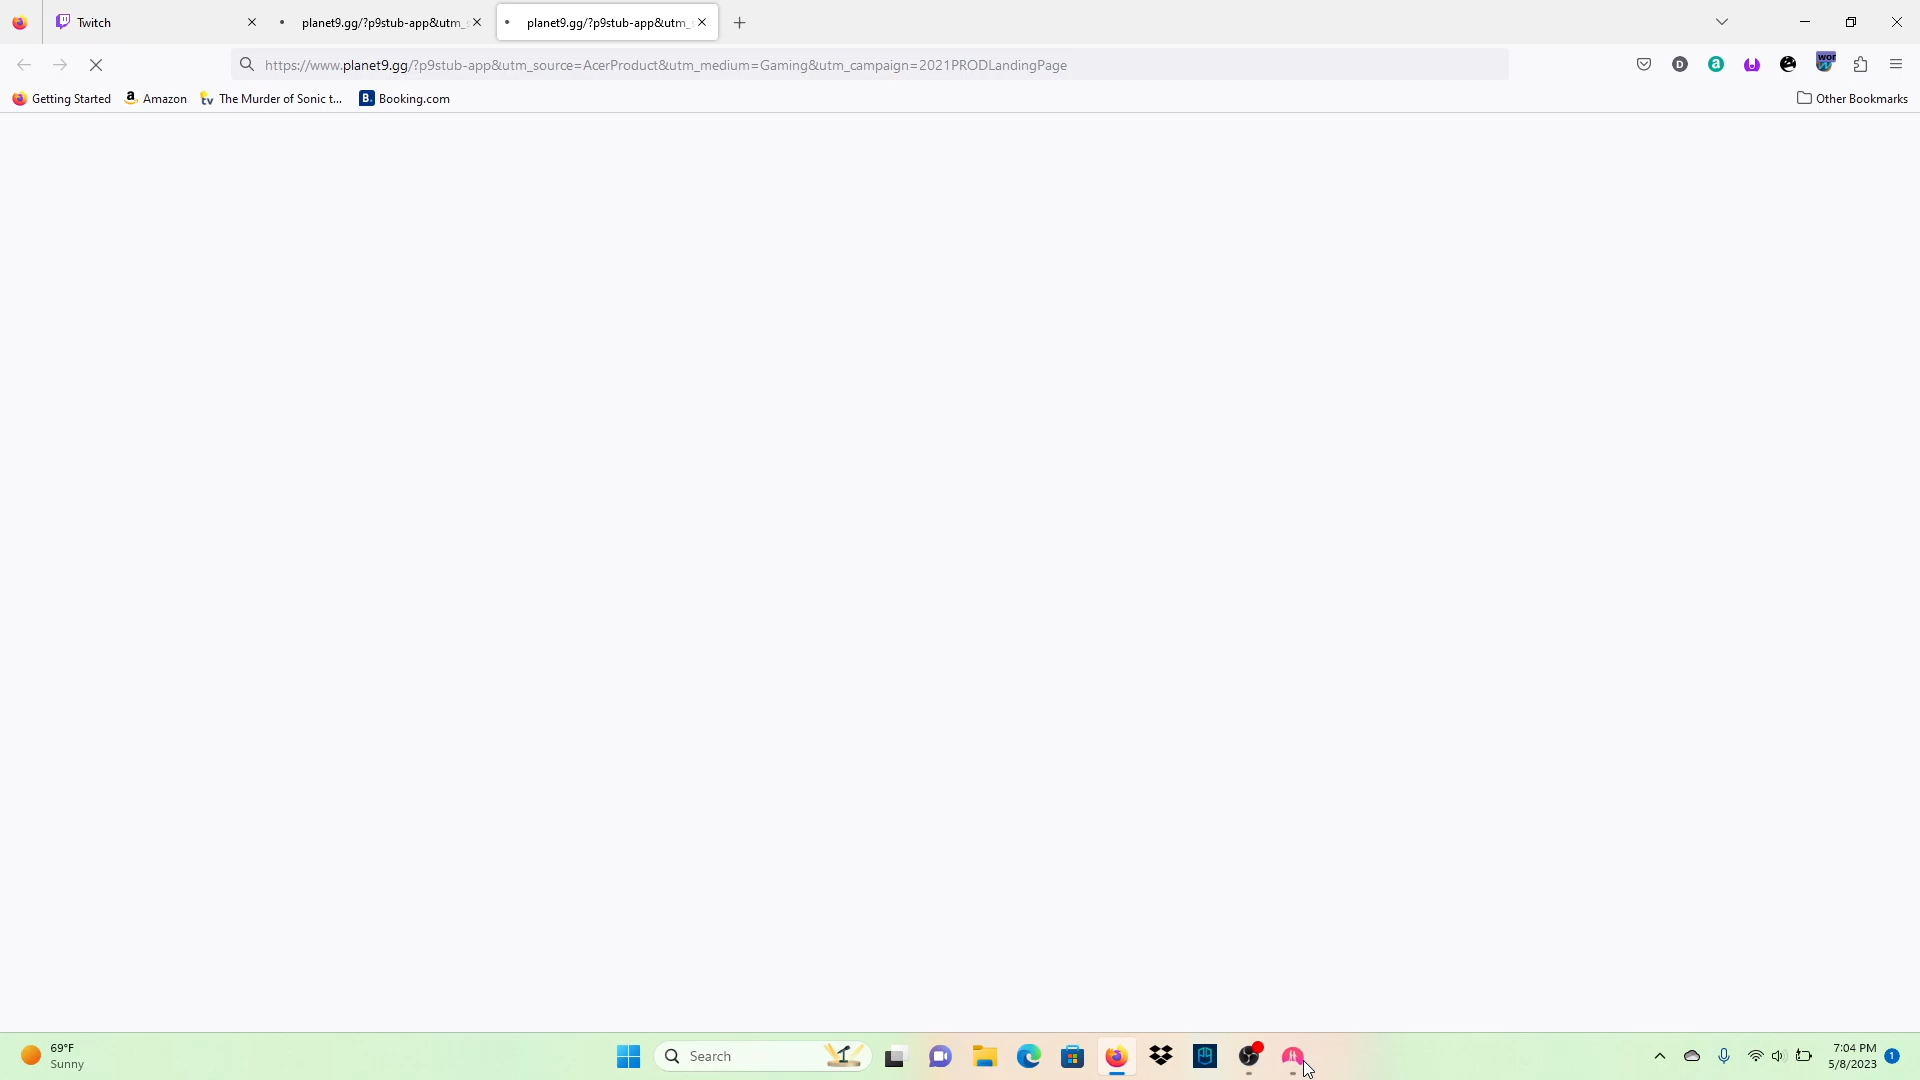 Twitch
planet9.gg/?p9stub-app&utm_s
planet9.gg/?p9stub-app&utm_
https://www.planet9.gg/?p9stub-app&utm_source=AcerProduct&utm_medium=Gaming&utm_campaign=2021PRODLandingPage
Getting Started
Amazon
The Murder of Sonic t...
Booking.com
Other Bookmarks
69°F
Sunny
Search
7:04 PM
5/8/2023
1